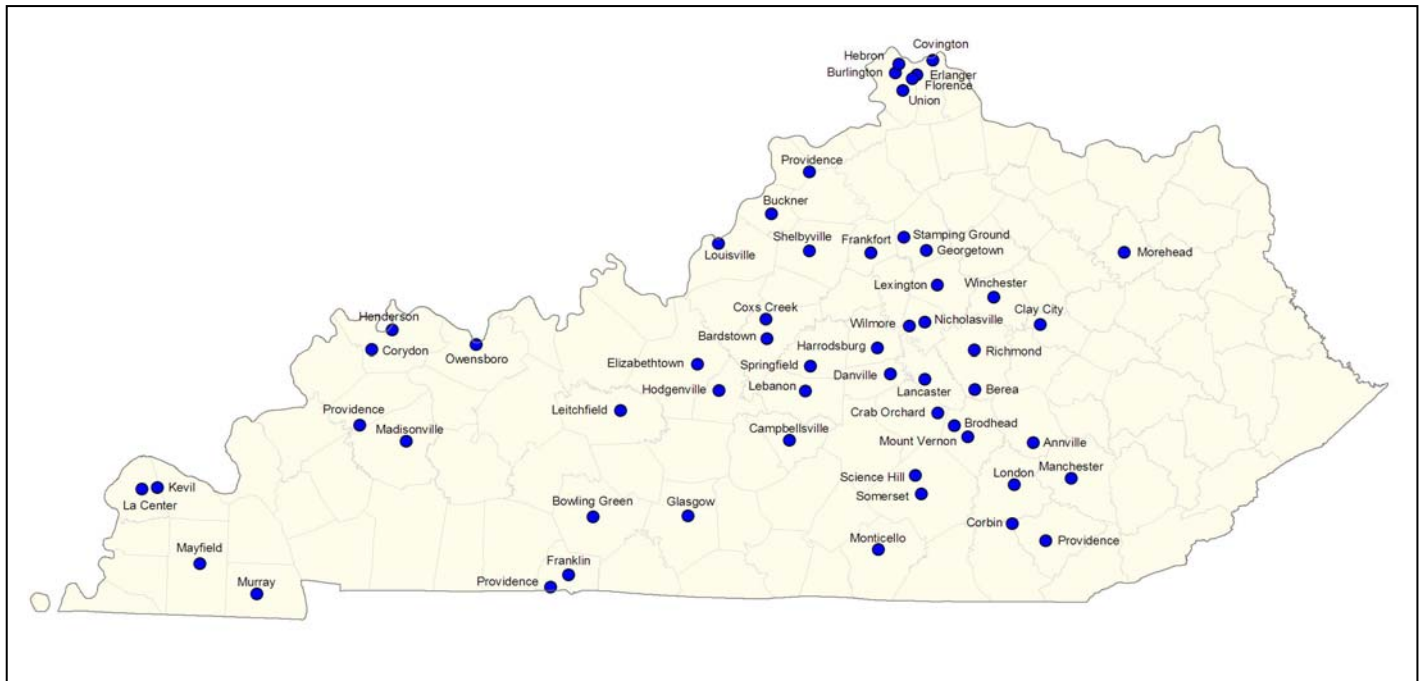 Covington
Hebron
Burlington
Erlanger
Florence
Union
Providence
Buckner
Shelbyville
Frankfort
Stamping Ground
Georgetown
Louisville
Morehead
Lexington
Winchester
Coxs Creek
Clay City
Henderson
Wilmore
Nicholasville
Bardstown
Harrodsburg
Richmond
Corydon
Owensboro
Elizabethtown
Springfield
Danville
Hodgenville
Lebanon
Lancaster
Berea
Leitchfield
Crab Orchard
Providence
Madisonville
Campbellsville
Brodhead
Mount Vernon
Annville
Kevil
La Center
Science Hill
London
Manchester
Somerset
Bowling Green
Glasgow
Corbin
Monticello
Providence
Mayfield
Franklin
Murray
Providence